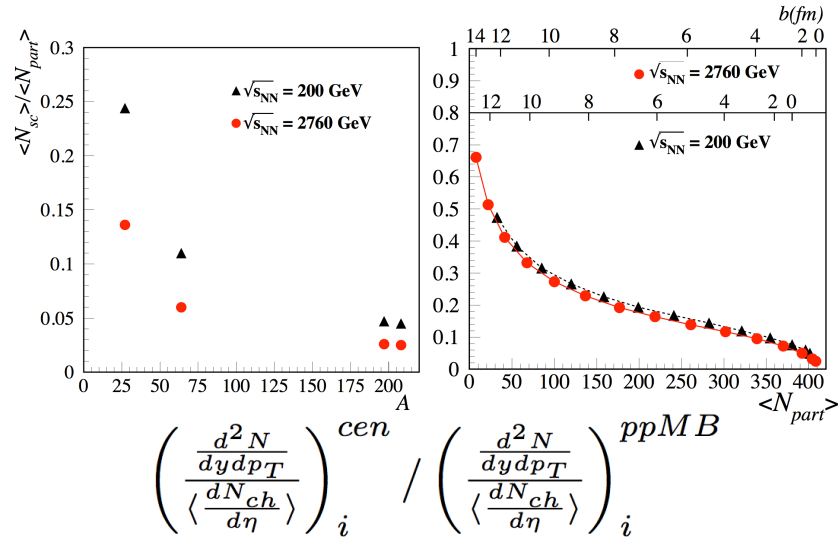 b(fm)
14 12 10 8 6 4 2 0
<N_sc>/<N_part>
0.3
0.25
0.2
0.15
0.1
0.05
0
▲ √s_NN = 200 GeV
● √s_NN = 2760 GeV
0 25 50 75 100 125 150 175 200
A
1
0.9
0.8
0.7
0.6
0.5
0.4
0.3
0.2
0.1
0
● √s_NN = 2760 GeV
12 10 8 6 4 2 0
▲ √s_NN = 200 GeV
0 50 100 150 200 250 300 350 400
<N_part>
( (d²N/dydp_T) / ⟨dN_ch/dη⟩ )_i^cen / ( (d²N/dydp_T) / ⟨dN_ch/dη⟩ )_i^ppMB